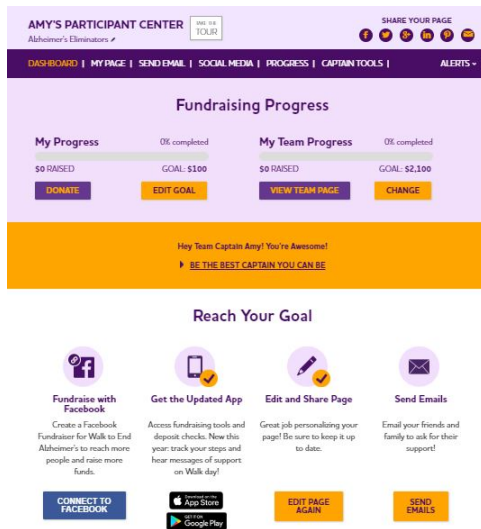 AMY'S PARTICIPANT CENTER
TOUR
SHARE YOUR PAGE
Alzheimer's Eliminators
DASHBOARD | MY PAGE | SEND EMAIL | SOCIAL MEDIA | PROGRESS | CAPTAIN TOOLS | ALERTS
Fundraising Progress
My Progress 0% completed
$0 RAISED GOAL: $100
DONATE EDIT GOAL
My Team Progress 0% completed
$0 RAISED GOAL: $2,100
VIEW TEAM PAGE CHANGE
Hey Team Captain Amy! You're Awesome!
BE THE BEST CAPTAIN YOU CAN BE
Reach Your Goal
Fundraise with
Facebook
Create a Facebook
Fundraiser for Walk to End
Alzheimer's to reach more
people and raise more
funds.
CONNECT TO
FACEBOOK
Get the Updated App
Access fundraising tools and
deposit checks. New this
year: track your steps and
hear messages of support
on Walk day!
Download on the
App Store
GET IT ON
Google Play
Edit and Share Page
Great job personalizing your
page! Be sure to keep it up
to date.
EDIT PAGE
AGAIN
Send Emails
Email your friends and
family to ask for their
support!
SEND
EMAILS